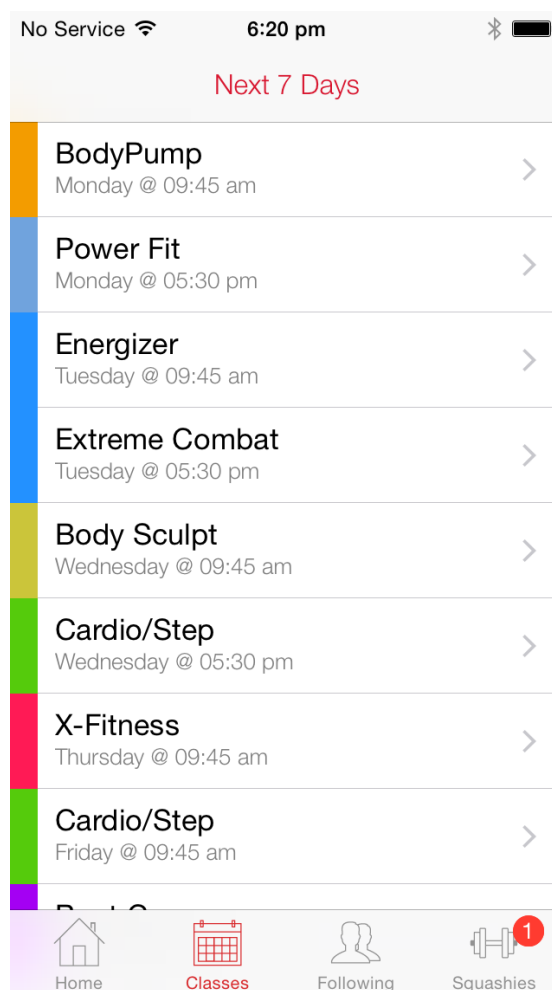 No Service 6:20 pm
Next 7 Days
BodyPump
Monday @ 09:45 am
Power Fit
Monday @ 05:30 pm
Energizer
Tuesday @ 09:45 am
Extreme Combat
Tuesday @ 05:30 pm
Body Sculpt
Wednesday @ 09:45 am
Cardio/Step
Wednesday @ 05:30 pm
X-Fitness
Thursday @ 09:45 am
Cardio/Step
Friday @ 09:45 am
1
Home Classes Following Squashies